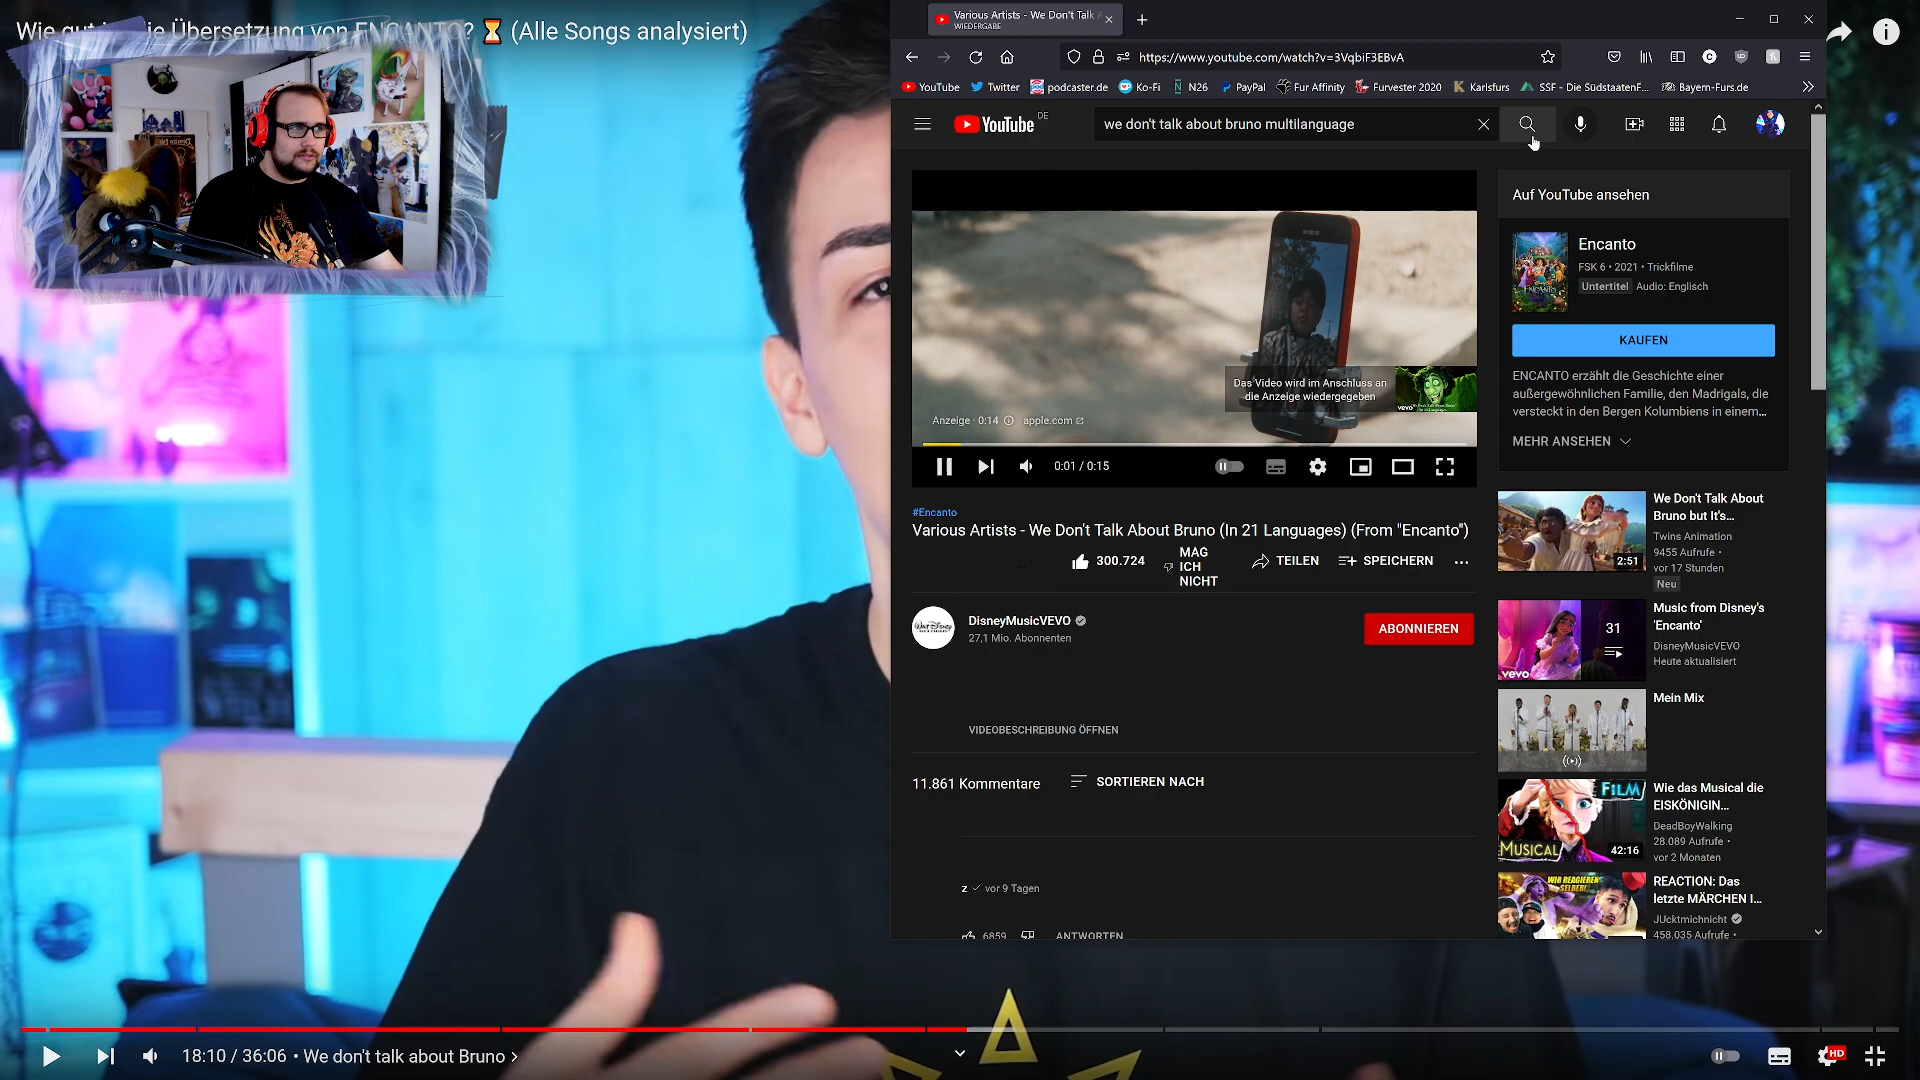 Übersetzung von ENCANTO? ⏳ (Alle Songs analysiert)
Various Artists - We Don't Talk A
WIEDERGABE
https://www.youtube.com/watch?v=3VqbiF3EBvA
YouTube
Twitter
podcaster.de
Ko-Fi
N26
PayPal
Fur Affinity
Furvester 2020
Karlsfurs
SSF - Die SüdstaatenF...
Bayern-Furs.de
YouTube DE
we don't talk about bruno multilanguage
Das Video wird im Anschluss an
die Anzeige wiedergegeben
vevo
Anzeige · 0:14
apple.com
0:01 / 0:15
#Encanto
Various Artists - We Don't Talk About Bruno (In 21 Languages) (From "Encanto")
300.724
MAG
ICH
NICHT
TEILEN
SPEICHERN
DisneyMusicVEVO
27,1 Mio. Abonnenten
ABONNIEREN
VIDEOBESCHREIBUNG ÖFFNEN
11.861 Kommentare
SORTIEREN NACH
z
vor 9 Tagen
6859
ANTWORTEN
Auf YouTube ansehen
ENCANTO
Encanto
FSK 6 • 2021 • Trickfilme
Untertitel
Audio: Englisch
KAUFEN
ENCANTO erzählt die Geschichte einer
außergewöhnlichen Familie, den Madrigals, die
versteckt in den Bergen Kolumbiens in einem...
MEHR ANSEHEN
2:51
We Don't Talk About
Bruno but It's...
Twins Animation
9455 Aufrufe •
vor 17 Stunden
Neu
vevo
31
Music from Disney's
'Encanto'
DisneyMusicVEVO
Heute aktualisiert
Mein Mix
FILM
MUSICAL
42:16
Wie das Musical die
EISKÖNIGIN...
DeadBoyWalking
28.089 Aufrufe •
vor 2 Monaten
WIR REAGIEREN
SELBER!
REACTION: Das
letzte MÄRCHEN I...
JUcktmichnicht
458.035 Aufrufe •
18:10 / 36:06 • We don't talk about Bruno >
HD